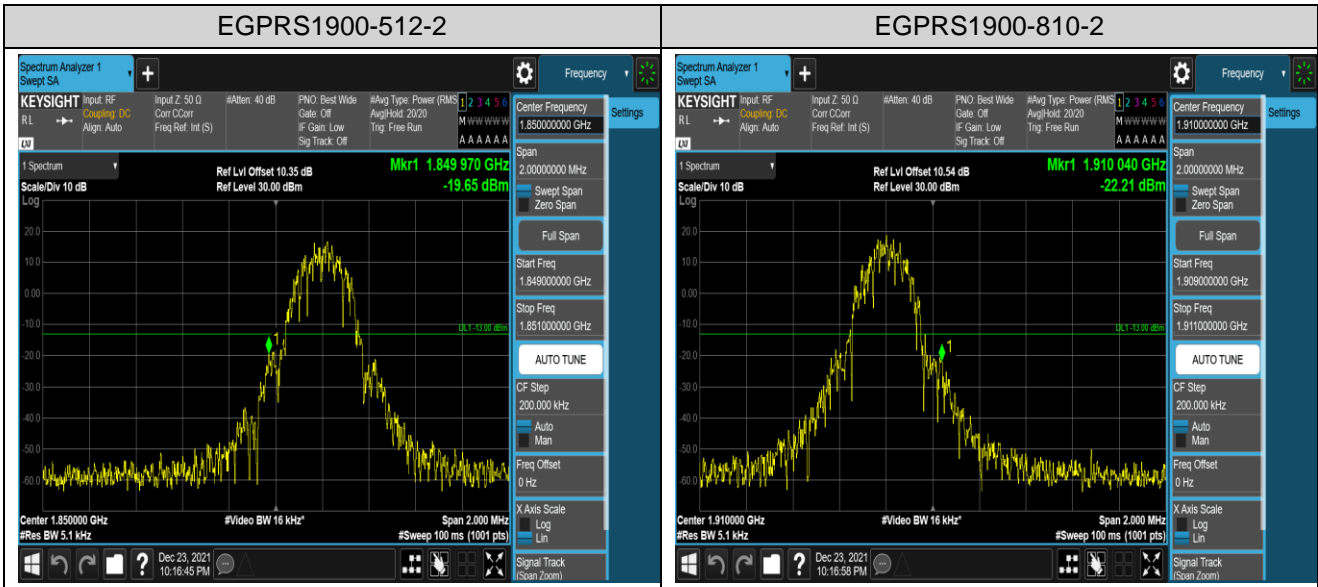 EGPRS1900-512-2
EGPRS1900-810-2
Spectrum Analyzer 1
Swept SA
+
Frequency
KEYSIGHT
RL
LXI
Input: RF
Coupling: DC
Align: Auto
Input Z: 50 Ω
Corr CCorr
Freq Ref: Int (S)
#Atten: 40 dB
PNO: Best Wide
Gate: Off
IF Gain: Low
Sig Track: Off
#Avg Type: Power (RMS
Avg|Hold: 20/20
Trig: Free Run
1 2 3 4 5 6
M W W W W W
A A A A A A
Center Frequency
1.850000000 GHz
Settings
1 Spectrum
Scale/Div 10 dB
Log
Ref Lvl Offset 10.35 dB
Ref Level 30.00 dBm
Mkr1 1.849 970 GHz
-19.65 dBm
Span
2.00000000 MHz
Swept Span
Zero Span
Full Span
Start Freq
1.849000000 GHz
Stop Freq
1.851000000 GHz
AUTO TUNE
CF Step
200.000 kHz
Auto
Man
Freq Offset
0 Hz
X Axis Scale
Log
Lin
Signal Track
(Span Zoom)
20.0
10.0
0.00
-10.0
-20.0
-30.0
-40.0
-50.0
-60.0
DL1 -13.00 dBm
1
Center 1.850000 GHz
#Res BW 5.1 kHz
#Video BW 16 kHz*
Span 2.000 MHz
#Sweep 100 ms (1001 pts)
?
Dec 23, 2021
10:16:45 PM
Spectrum Analyzer 1
Swept SA
+
Frequency
KEYSIGHT
RL
LXI
Input: RF
Coupling: DC
Align: Auto
Input Z: 50 Ω
Corr CCorr
Freq Ref: Int (S)
#Atten: 40 dB
PNO: Best Wide
Gate: Off
IF Gain: Low
Sig Track: Off
#Avg Type: Power (RMS
Avg|Hold: 20/20
Trig: Free Run
1 2 3 4 5 6
M W W W W W
A A A A A A
Center Frequency
1.910000000 GHz
Settings
1 Spectrum
Scale/Div 10 dB
Log
Ref Lvl Offset 10.54 dB
Ref Level 30.00 dBm
Mkr1 1.910 040 GHz
-22.21 dBm
Span
2.00000000 MHz
Swept Span
Zero Span
Full Span
Start Freq
1.909000000 GHz
Stop Freq
1.911000000 GHz
AUTO TUNE
CF Step
200.000 kHz
Auto
Man
Freq Offset
0 Hz
X Axis Scale
Log
Lin
Signal Track
(Span Zoom)
20.0
10.0
0.00
-10.0
-20.0
-30.0
-40.0
-50.0
-60.0
DL1 -13.00 dBm
1
Center 1.910000 GHz
#Res BW 5.1 kHz
#Video BW 16 kHz*
Span 2.000 MHz
#Sweep 100 ms (1001 pts)
?
Dec 23, 2021
10:16:58 PM